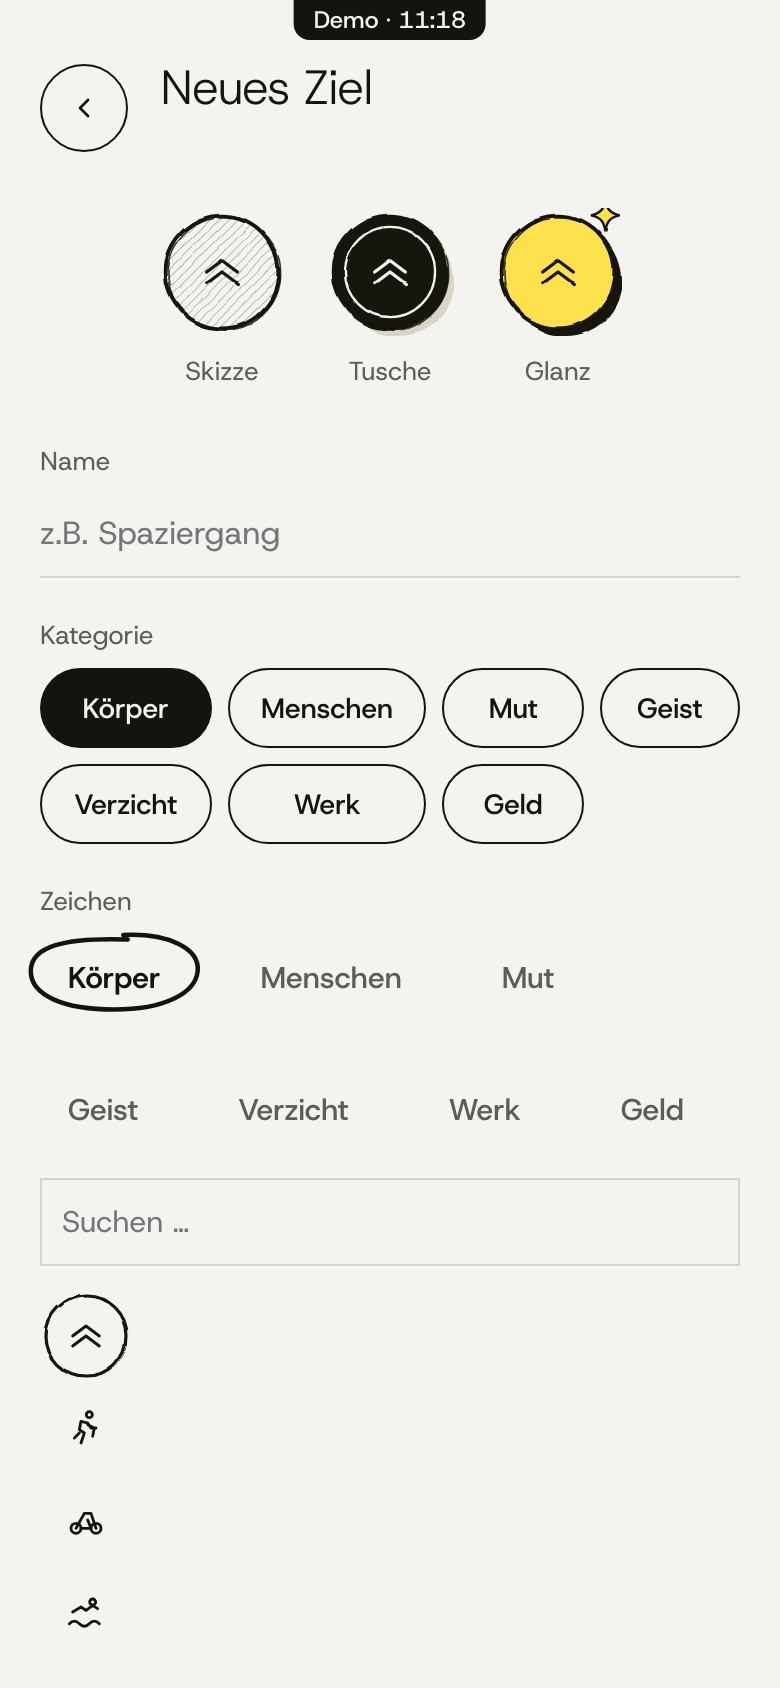 Demo · 11:18
Neues Ziel
Skizze Tusche Glanz
Name
z.B. Spaziergang
Kategorie
Körper Menschen Mut Geist
Verzicht Werk Geld
Zeichen
Körper Menschen Mut
Geist Verzicht Werk Geld
Suchen …